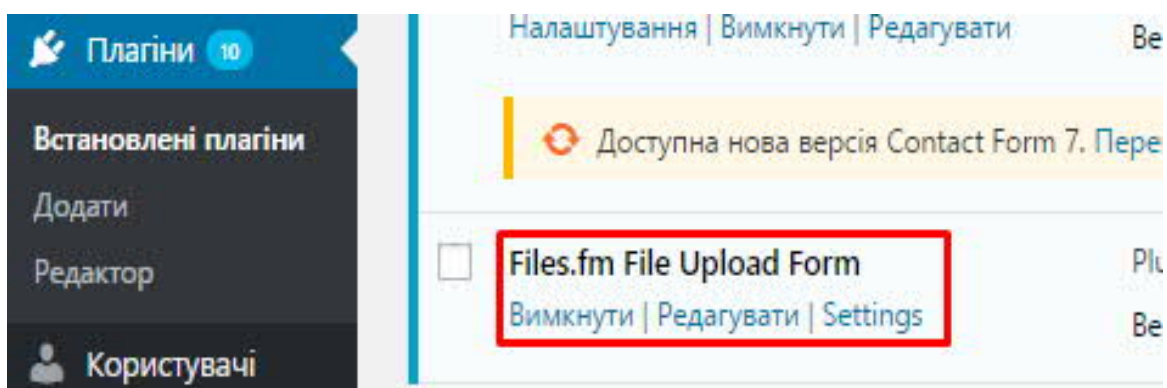 Плагіни 10
Встановлені плагіни
Додати
Редактор
Користувачі
Налаштування | Вимкнути | Редагувати
Доступна нова версія Contact Form 7.
Files.fm File Upload Form
Вимкнути | Редагувати | Settings